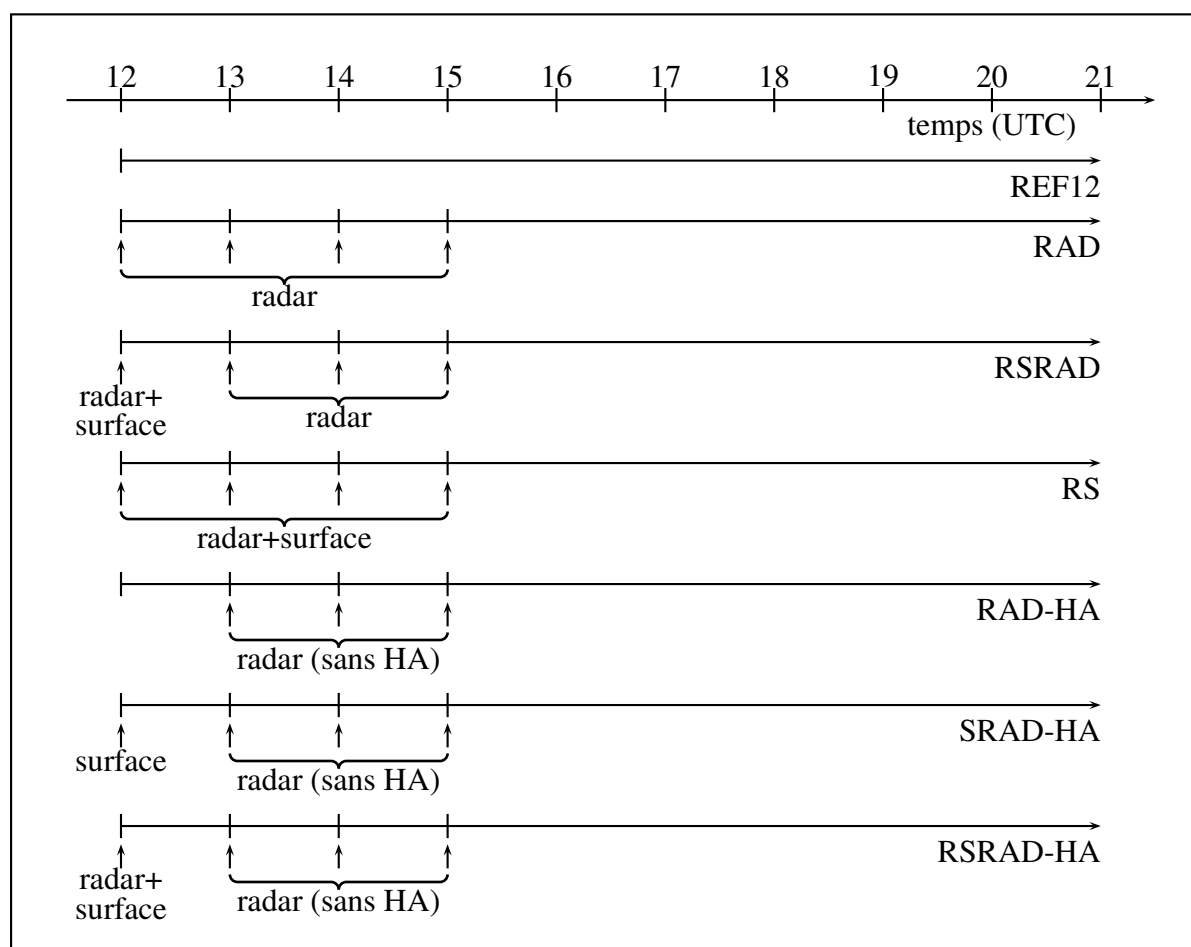 12 13 14 15 16 17 18 19 20 21
temps (UTC)
REF12
RAD
radar
RSRAD
radar+
surface
radar
RS
radar+surface
RAD-HA
radar (sans HA)
SRAD-HA
surface
radar (sans HA)
RSRAD-HA
radar+
surface
radar (sans HA)